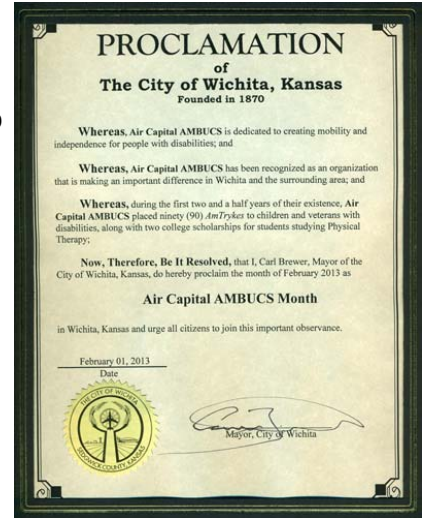 PROCLAMATION
of
The City of Wichita, Kansas
Founded in 1870
Whereas, Air Capital AMBUCS is dedicated to creating mobility and
independence for people with disabilities; and
Whereas, Air Capital AMBUCS has been recognized as an organization
that is making an important difference in Wichita and the surrounding area; and
Whereas, during the first two and a half years of their existence, Air
Capital AMBUCS placed ninety (90) AmTrykes to children and veterans with
disabilities, along with two college scholarships for students studying Physical
Therapy;
Now, Therefore, Be It Resolved, that I, Carl Brewer, Mayor of the
City of Wichita, Kansas, do hereby proclaim the month of February 2013 as
Air Capital AMBUCS Month
in Wichita, Kansas and urge all citizens to join this important observance.
February 01, 2013
Date
THE CITY OF WICHITA
SEDGWICK COUNTY, KANSAS
Mayor, City of Wichita